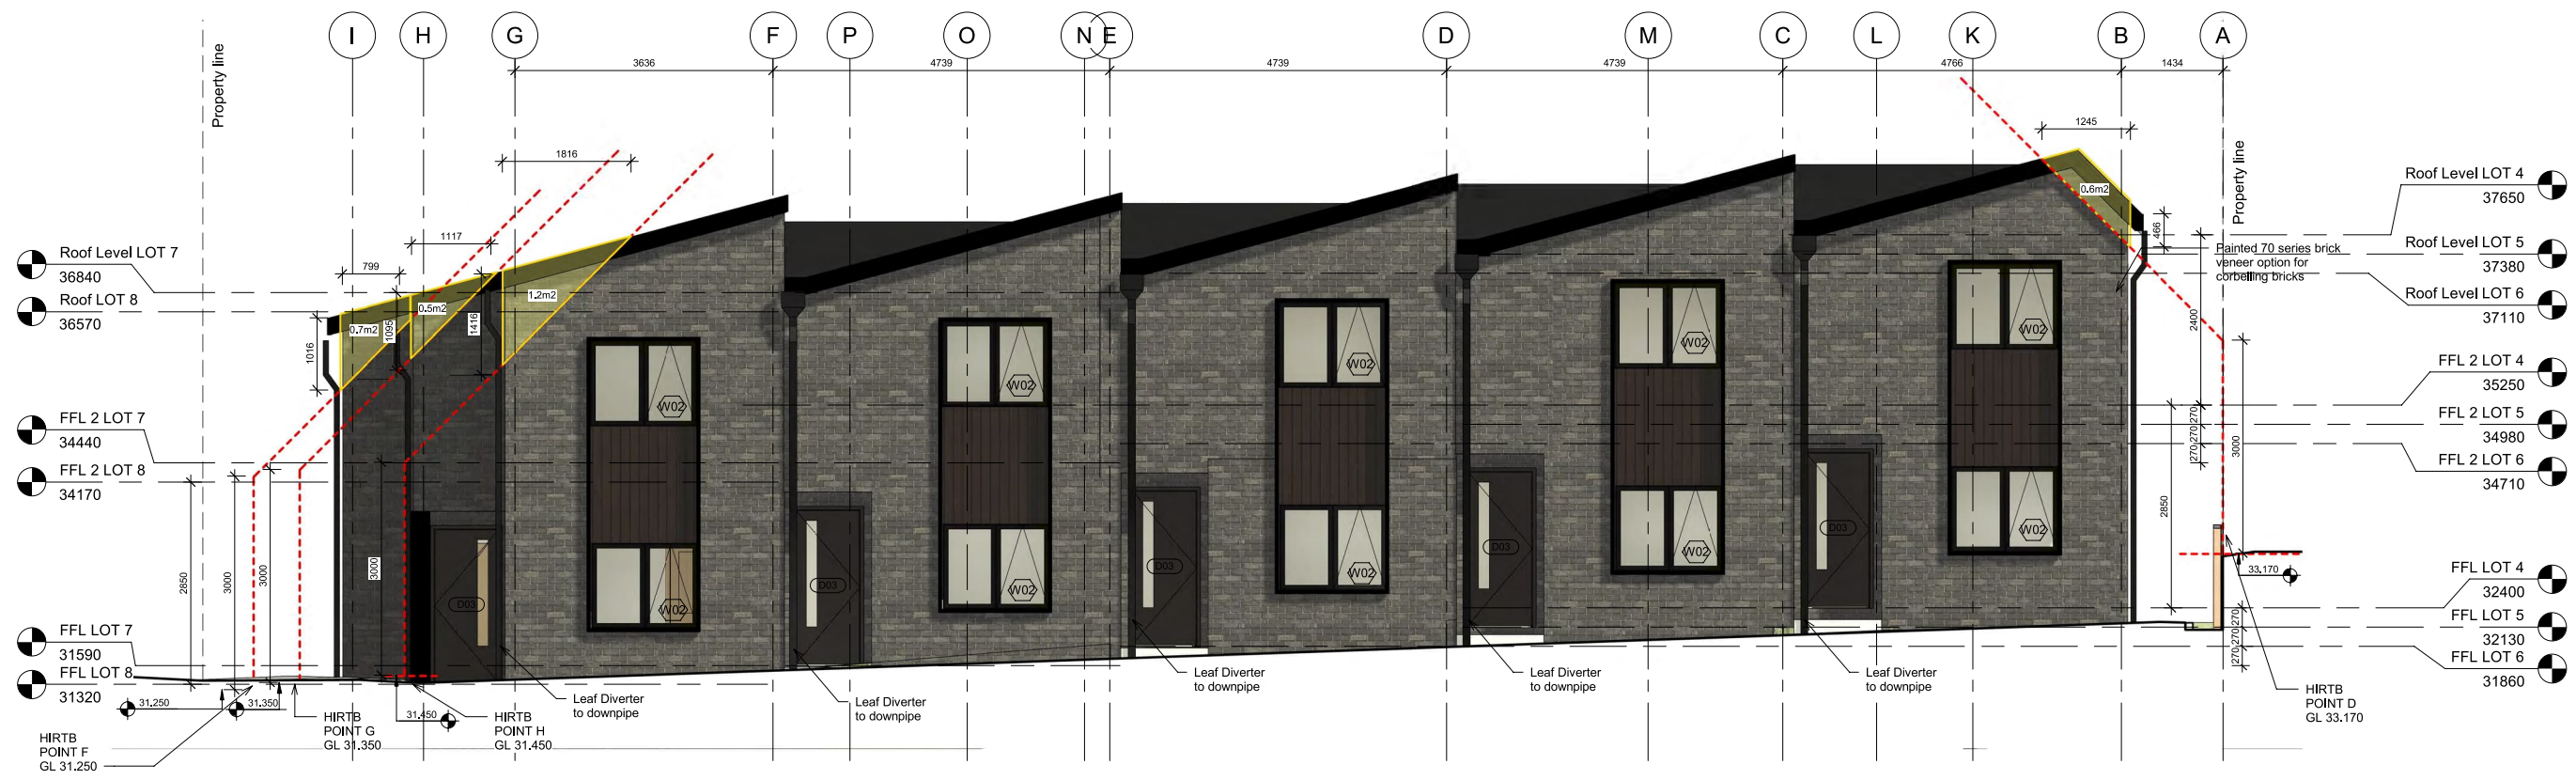 I H G F P O N E D M C L K B A
Property line
3636 4739 4739 4739 4766 1434
Property line
1245
1816
1117
799
Roof Level LOT 7
36840
Roof LOT 8
36570
1016
0.7m2
1095
0.5m2
1416
1.2m2
0.6m2
466
Painted 70 series brick
veneer option for
corbelling bricks
Roof Level LOT 4
37650
Roof Level LOT 5
37380
Roof Level LOT 6
37110
2400
FFL 2 LOT 7
34440
FFL 2 LOT 8
34170
FFL 2 LOT 4
35250
FFL 2 LOT 5
34980
FFL 2 LOT 6
34710
270
270
270
3000
2850
W02
W02
W02
W02
W02
W02
W02
W02
W02
W02
D03
D03
D03
D03
D03
2850
3000
3000
3000
33.170
FFL LOT 7
31590
FFL LOT 8
31320
FFL LOT 4
32400
FFL LOT 5
32130
FFL LOT 6
31860
270
270
270
31.250
31.350
31.450
HIRTB
POINT F
GL 31.250
HIRTB
POINT G
GL 31.350
HIRTB
POINT H
GL 31.450
Leaf Diverter
to downpipe
Leaf Diverter
to downpipe
Leaf Diverter
to downpipe
Leaf Diverter
to downpipe
Leaf Diverter
to downpipe
HIRTB
POINT D
GL 33.170